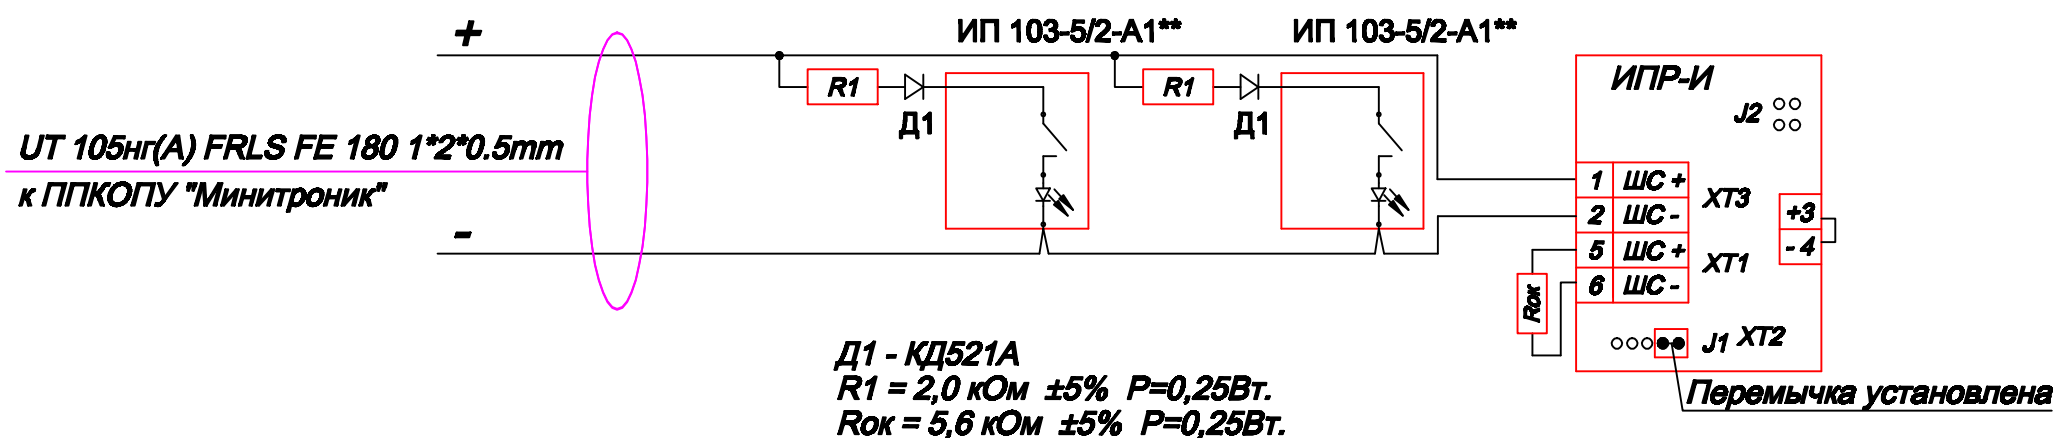 +
ИП 103-5/2-А1**
ИП 103-5/2-А1**
R1
Д1
R1
Д1
UT 105нг(А) FRLS FE 180 1*2*0.5mm
к ППКОПУ "Минитроник"
-
ИПР-И
J2
1 ШС +
2 ШС -
ХТ3
5 ШС +
6 ШС -
ХТ1
+3
- 4
Rок
J1 ХТ2
Перемычка установлена
Д1 - КД521А
R1 = 2,0 кОм ±5% Р=0,25Вт.
Rок = 5,6 кОм ±5% Р=0,25Вт.